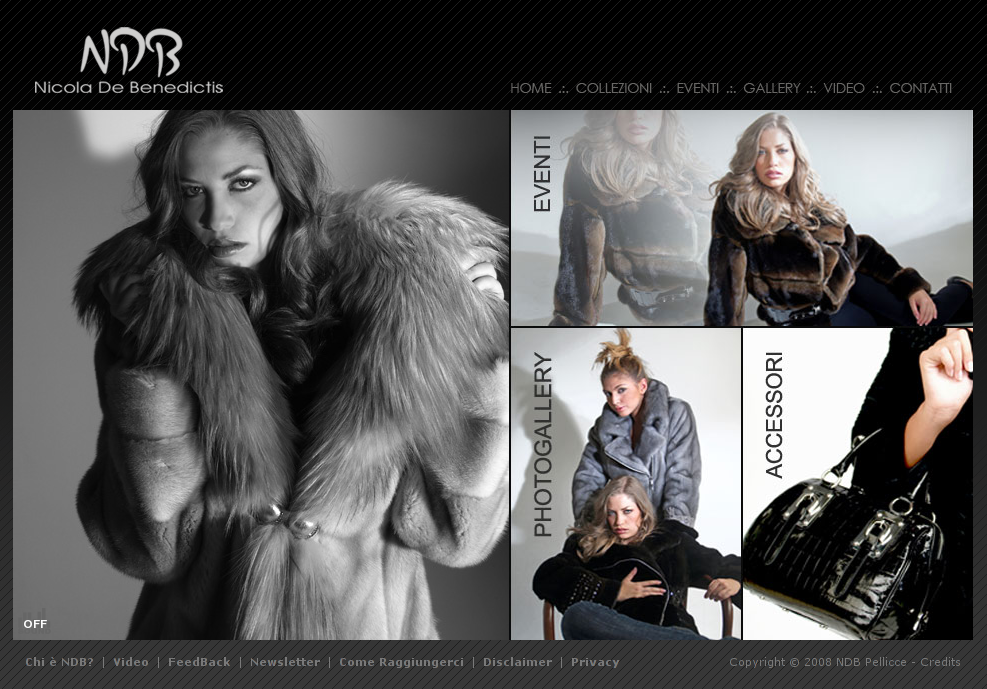 NDB
Nicola De Benedictis
HOME .:. COLLEZIONI .:. EVENTI .:. GALLERY .:. VIDEO .:. CONTATTI
EVENTI
PHOTOGALLERY
ACCESSORI
OFF
Chi è NDB? | Video | FeedBack | Newsletter | Come Raggiungerci | Disclaimer | Privacy
Copyright © 2008 NDB Pellicce - Credits